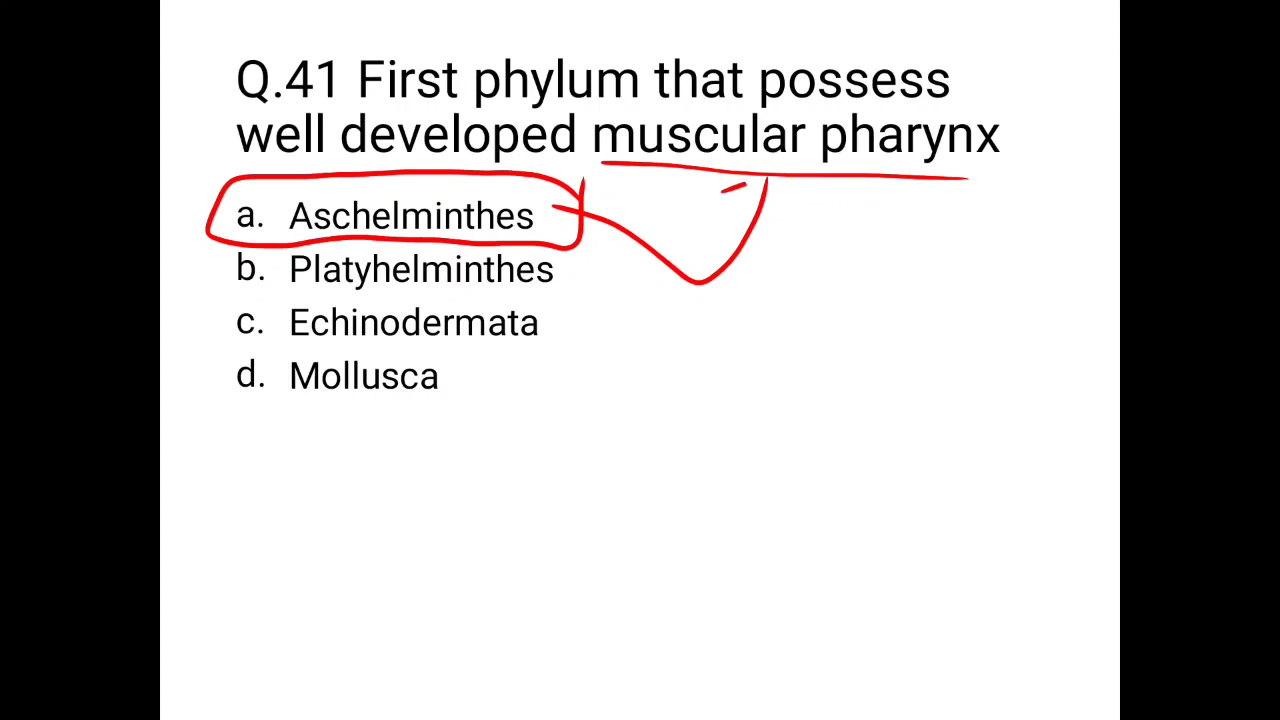 Q.41 First phylum that possess
well developed muscular pharynx
a. Aschelminthes
b. Platyhelminthes
c. Echinodermata
d. Mollusca